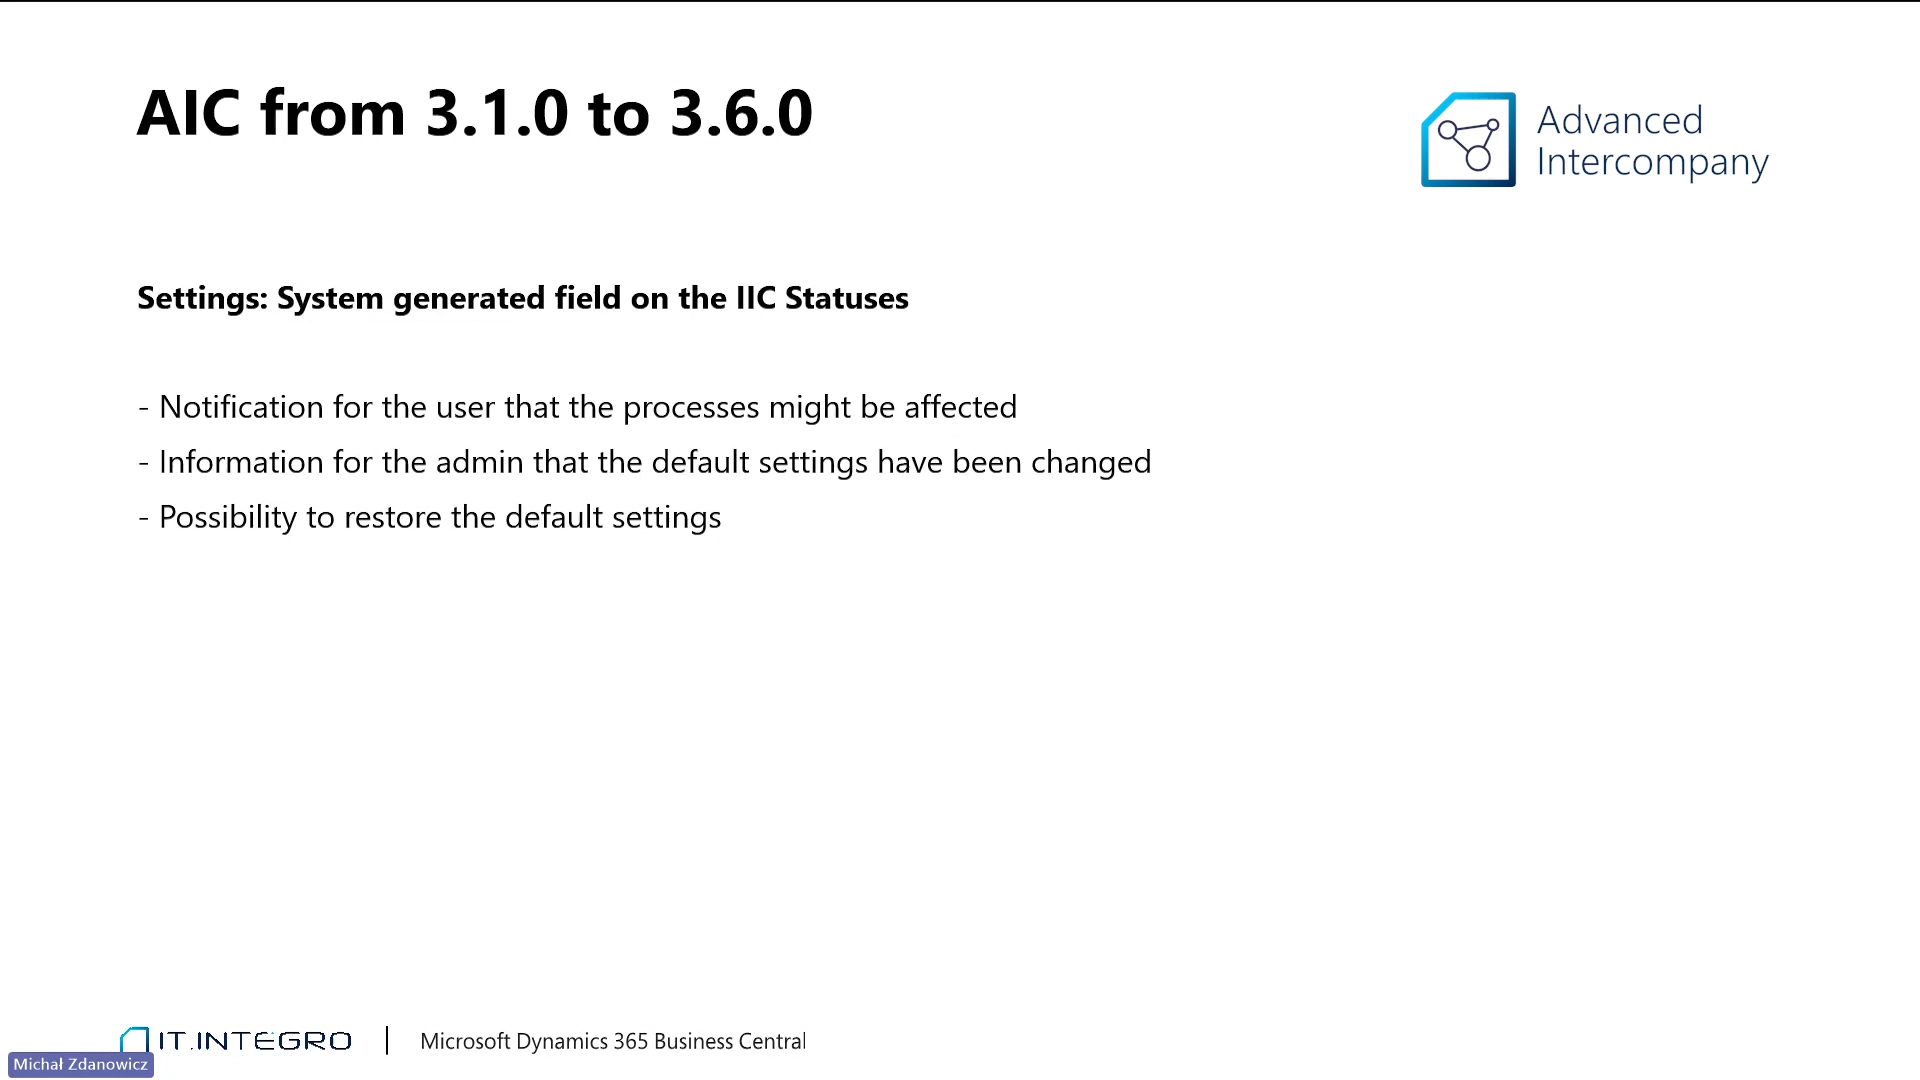 AIC from 3.1.0 to 3.6.0
Advanced
Intercompany
Settings: System generated field on the IIC Statuses
- Notification for the user that the processes might be affected
- Information for the admin that the default settings have been changed
- Possibility to restore the default settings
IT.INTEGRO | Microsoft Dynamics 365 Business Central
Michał Zdanowicz